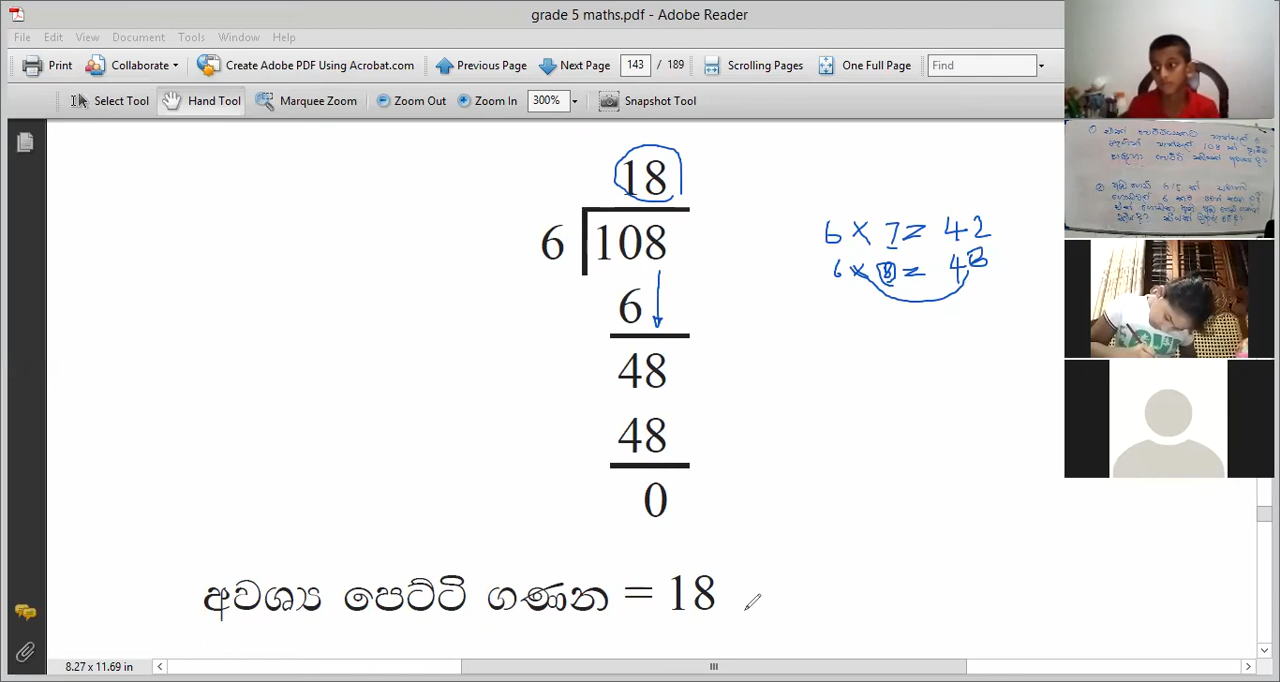 grade 5 maths.pdf - Adobe Reader
File Edit View Document Tools Window Help
Print Collaborate Create Adobe PDF Using Acrobat.com Previous Page Next Page 143 / 189 Scrolling Pages One Full Page Find
Select Tool Hand Tool Marquee Zoom Zoom Out Zoom In 300% Snapshot Tool
18
6 108
6
48
48
0
6 × 7 = 42
6 × 8 = 48
අවශ්‍ය පෙට්ටි ගණන = 18
8.27 x 11.69 in